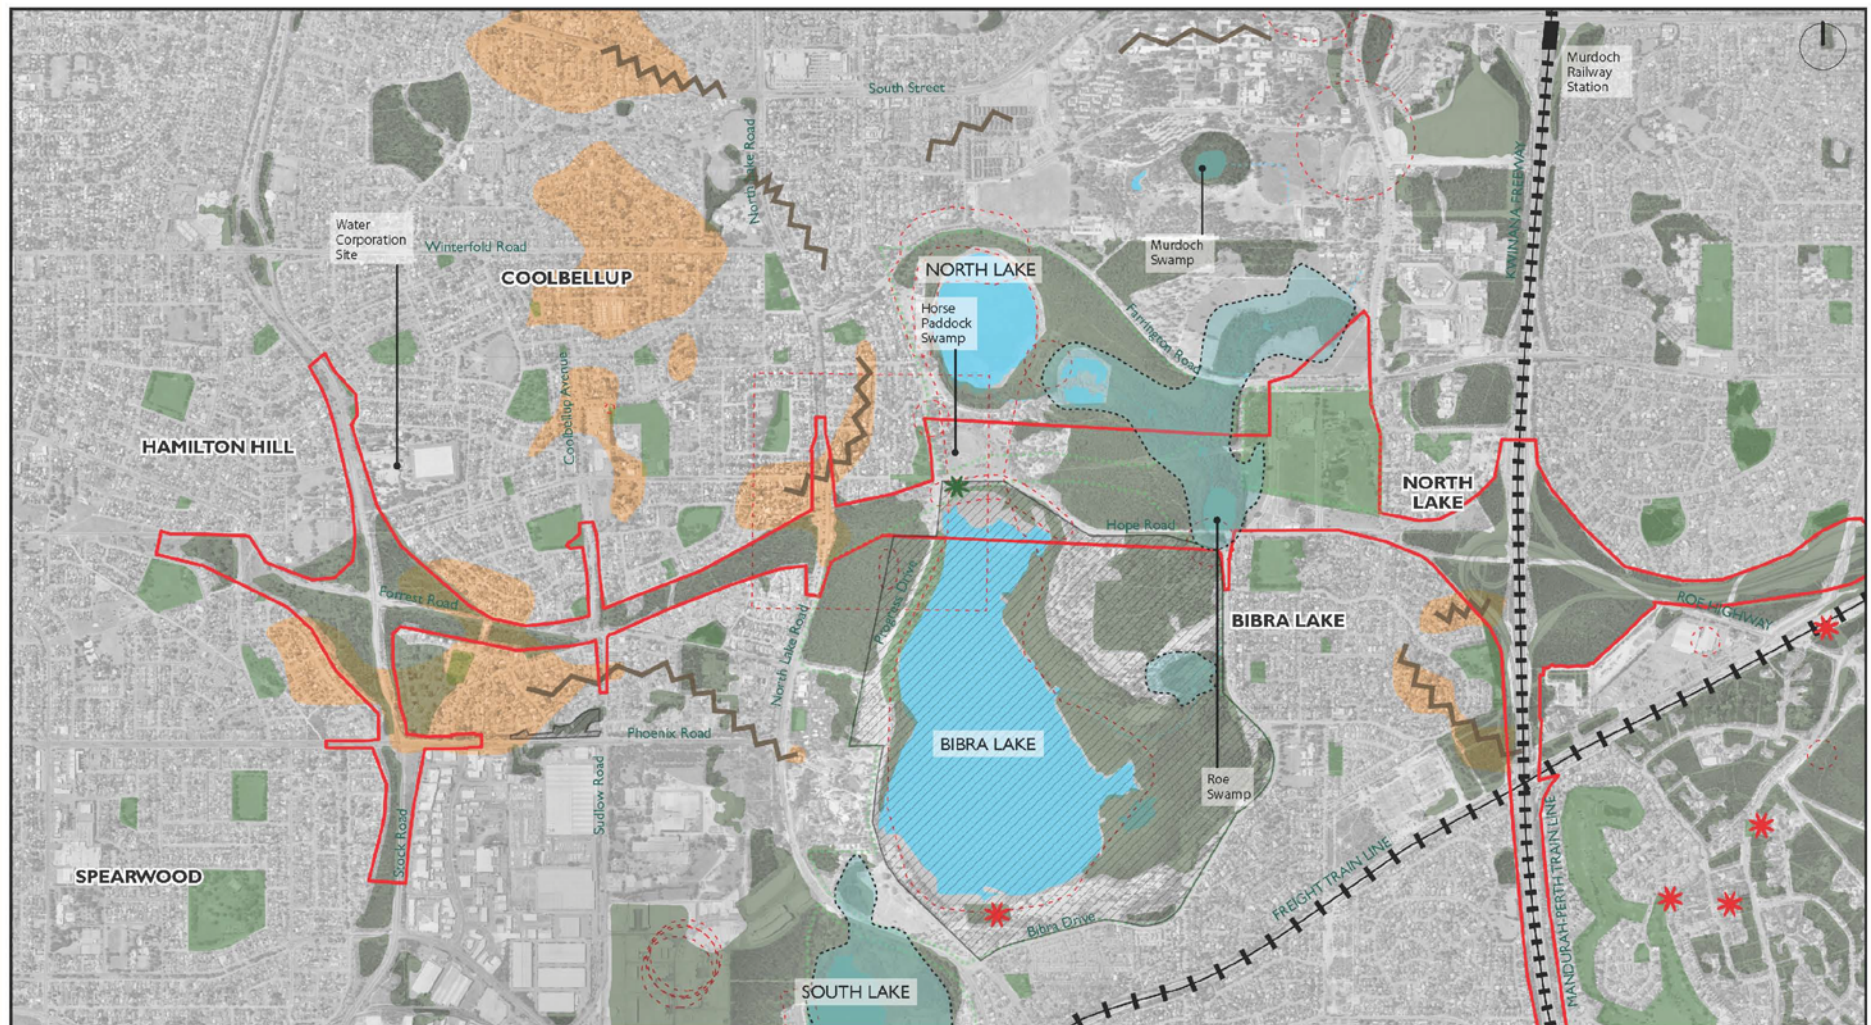 Murdoch
Railway
Station
South Street
North Lake Road
KWINANA FREEWAY
Water
Corporation
Site
Winterfold Road
COOLBELLUP
Murdoch
Swamp
NORTH LAKE
Horse
Paddock
Swamp
Farrington Road
Coolbellup Avenue
HAMILTON HILL
NORTH
LAKE
Hope Road
Forrest Road
Progress Drive
ROE HIGHWAY
BIBRA LAKE
North Lake Road
Phoenix Road
BIBRA LAKE
Roe
Swamp
Sudlow Road
Stock Road
SPEARWOOD
FREIGHT TRAIN LINE
MANDURAH-PERTH TRAIN LINE
Bibra Drive
SOUTH LAKE